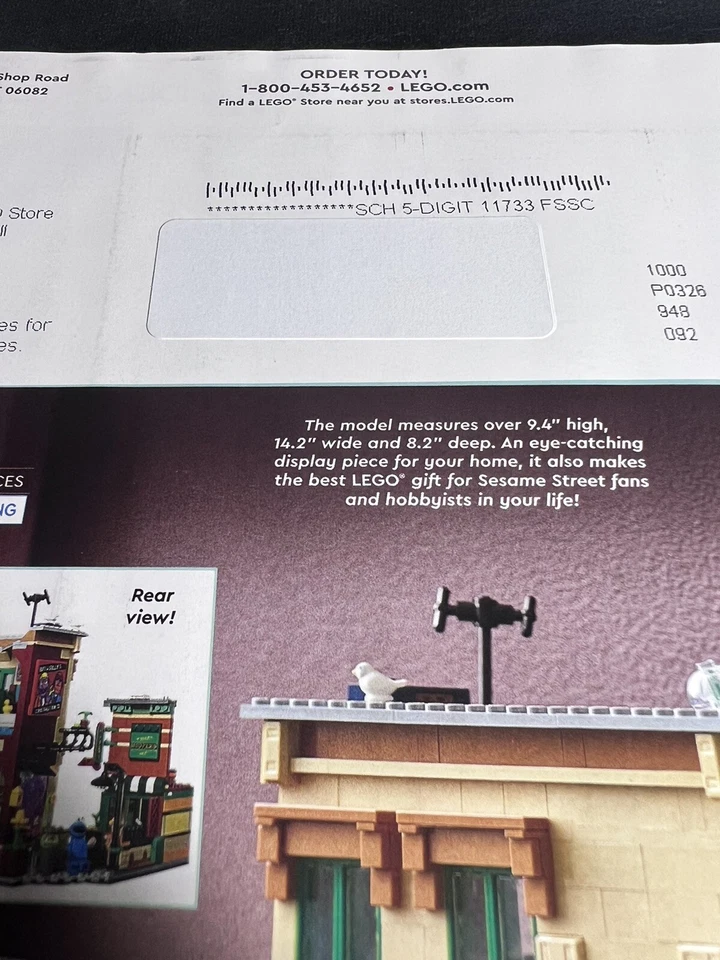 Shop Road
06082
ORDER TODAY!
1-800-453-4652 • LEGO.com
Find a LEGO® Store near you at stores.LEGO.com
Store
*****************SCH 5-DIGIT 11733 FSSC
es for
es.
1000
P0326
948
092
The model measures over 9.4" high,
14.2" wide and 8.2" deep. An eye-catching
display piece for your home, it also makes
the best LEGO® gift for Sesame Street fans
and hobbyists in your life!
CES
NG
Rear
view!